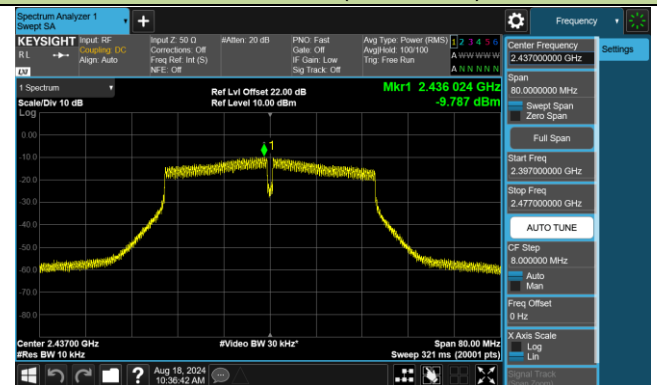 Spectrum Analyzer 1
Swept SA
+
Frequency
KEYSIGHT
Input: RF
Coupling: DC
Align: Auto
Input Z: 50 Ω
Corrections: Off
Freq Ref: Int (S)
NFE: Off
#Atten: 20 dB
PNO: Fast
Gate: Off
IF Gain: Low
Sig Track: Off
Avg Type: Power (RMS)
Avg|Hold: 100/100
Trig: Free Run
1 2 3 4 5 6
A W W W W W
A N N N N N
RL
LXI
1 Spectrum
Scale/Div 10 dB
Log
Ref Lvl Offset 22.00 dB
Ref Level 10.00 dBm
Mkr1 2.436 024 GHz
-9.787 dBm
1
0.00
-10.0
-20.0
-30.0
-40.0
-50.0
-60.0
-70.0
-80.0
Center 2.43700 GHz
#Res BW 10 kHz
#Video BW 30 kHz*
Span 80.00 MHz
Sweep 321 ms (20001 pts)
?
Aug 18, 2024
10:36:42 AM
Center Frequency
2.437000000 GHz
Settings
Span
80.0000000 MHz
Swept Span
Zero Span
Full Span
Start Freq
2.397000000 GHz
Stop Freq
2.477000000 GHz
AUTO TUNE
CF Step
8.000000 MHz
Auto
Man
Freq Offset
0 Hz
X Axis Scale
Log
Lin
Signal Track